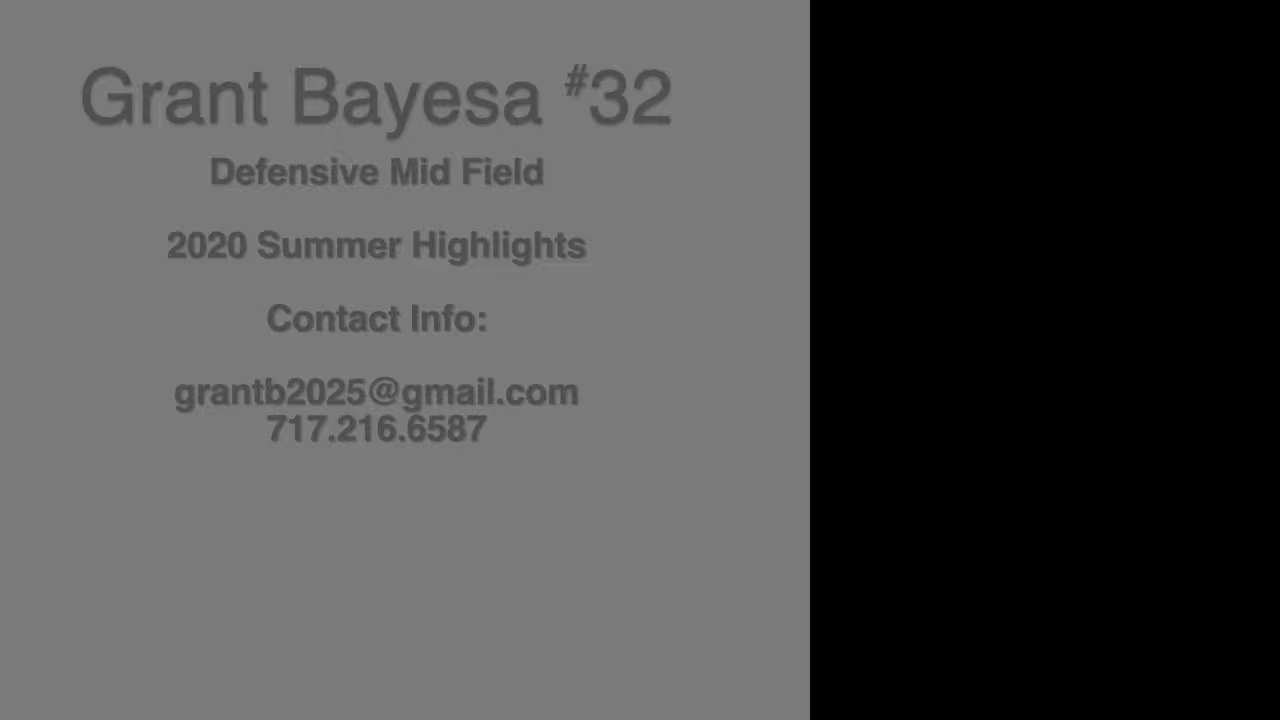 Grant Bayesa #32
Defensive Mid Field
2020 Summer Highlights
Contact Info:
grantb2025@gmail.com
717.216.6587